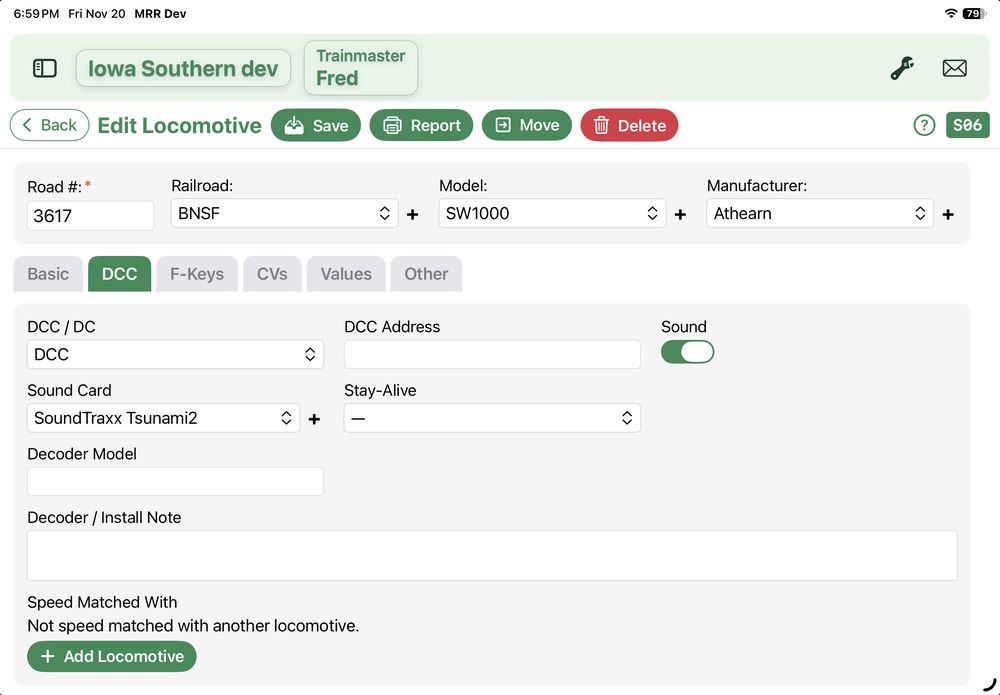 6:59 PM Fri Nov 20 MRR Dev
79
Iowa Southern dev
Trainmaster
Fred
Back
Edit Locomotive
Save
Report
Move
Delete
?
S06
Road #:*
Railroad:
Model:
Manufacturer:
3617
BNSF
+
SW1000
+
Athearn
+
Basic
DCC
F-Keys
CVs
Values
Other
DCC / DC
DCC Address
Sound
DCC
Sound Card
Stay-Alive
SoundTraxx Tsunami2
+
—
Decoder Model
Decoder / Install Note
Speed Matched With
Not speed matched with another locomotive.
+ Add Locomotive